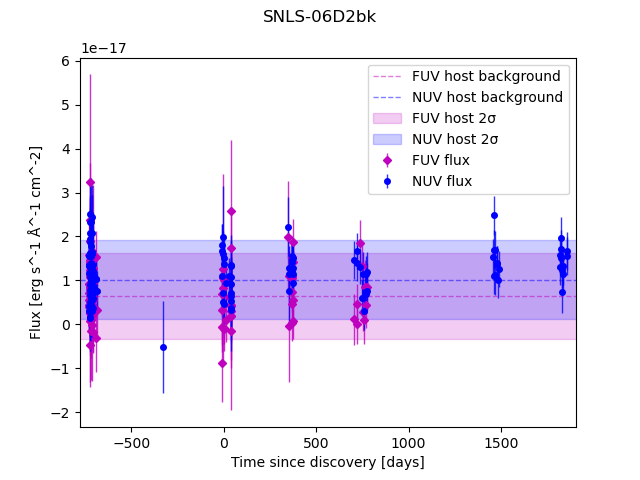 SNLS-06D2bk
1e−17
6
5
4
3
2
1
0
−1
−2
Flux [erg s^-1 Å^-1 cm^-2]
FUV host background
NUV host background
FUV host 2σ
NUV host 2σ
FUV flux
NUV flux
−500
0
500
1000
1500
Time since discovery [days]